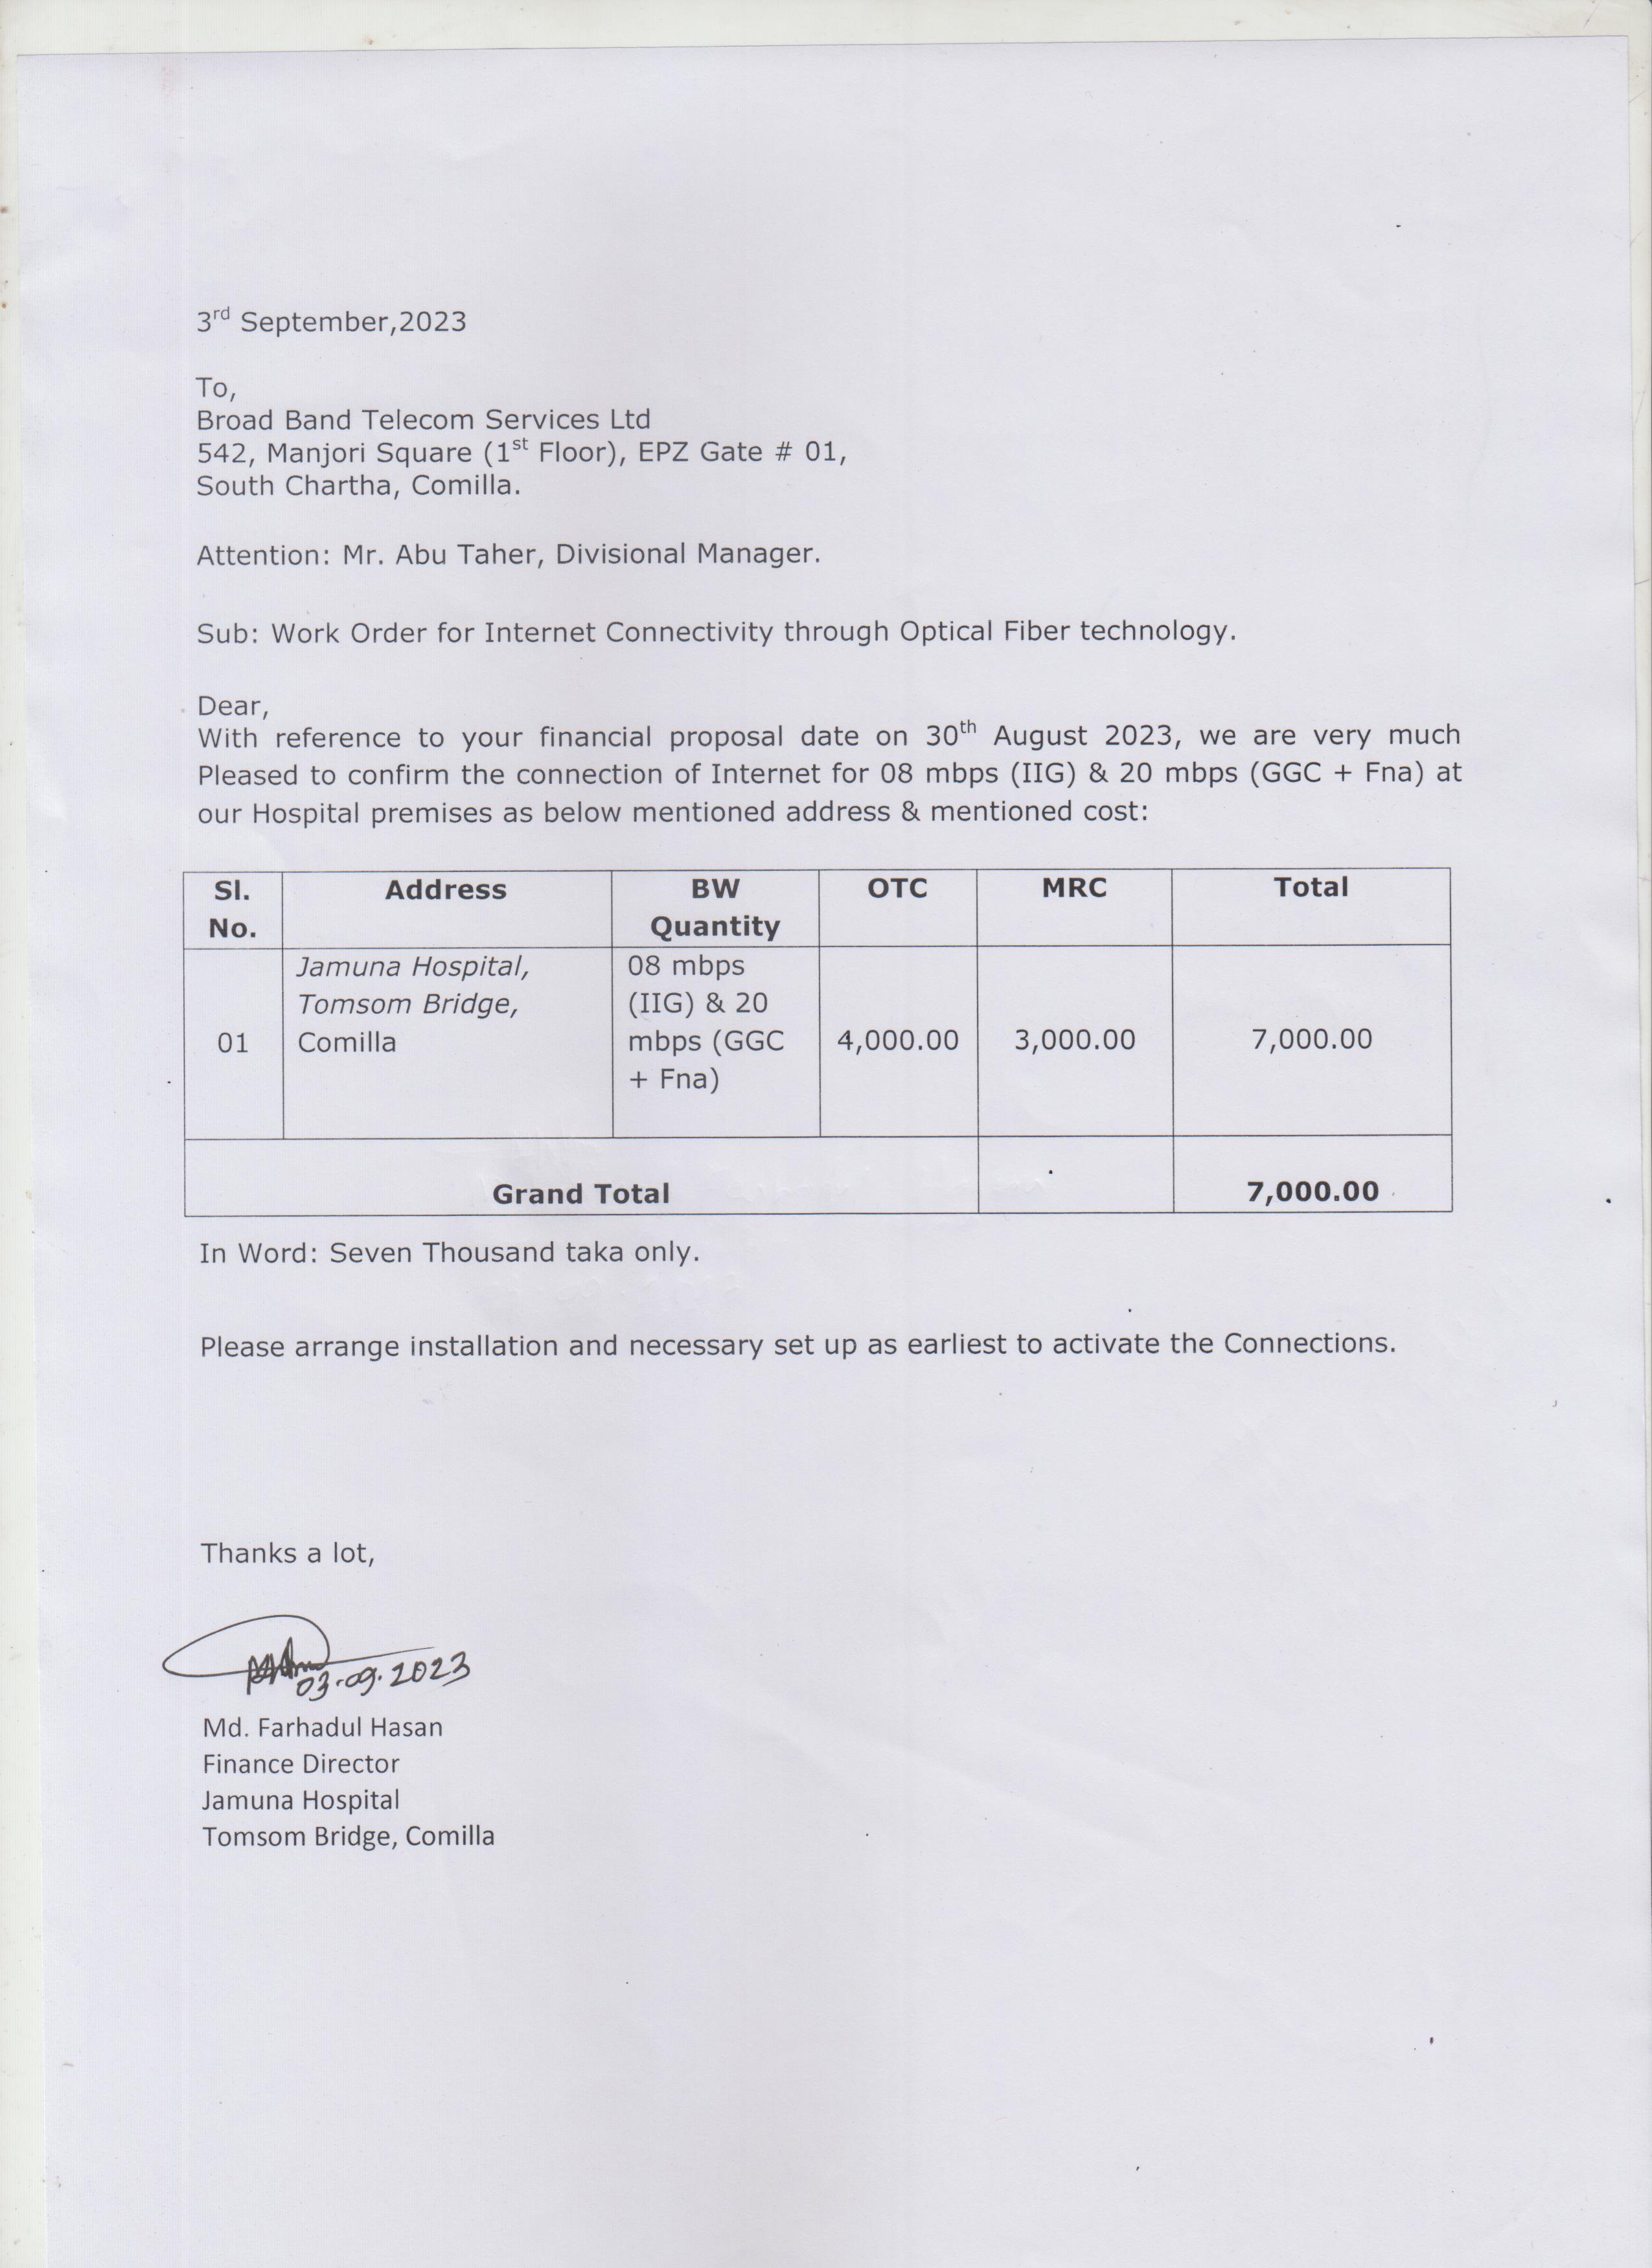 3rd September,2023
To,
Broad Band Telecom Services Ltd
542, Manjori Square (1st Floor), EPZ Gate # 01,
South Chartha, Comilla.
Attention: Mr. Abu Taher, Divisional Manager.
Sub: Work Order for Internet Connectivity through Optical Fiber technology.
Dear,
With reference to your financial proposal date on 30th August 2023, we are very much
Pleased to confirm the connection of Internet for 08 mbps (IIG) & 20 mbps (GGC + Fna) at
our Hospital premises as below mentioned address & mentioned cost:
Sl. No. Address BW Quantity OTC MRC Total
01
Jamuna Hospital,
Tomsom Bridge,
Comilla
08 mbps
(IIG) & 20
mbps (GGC
+ Fna)
4,000.00 3,000.00 7,000.00
Grand Total 7,000.00
In Word: Seven Thousand taka only.
Please arrange installation and necessary set up as earliest to activate the Connections.
Thanks a lot,
03.09.2023
Md. Farhadul Hasan
Finance Director
Jamuna Hospital
Tomsom Bridge, Comilla